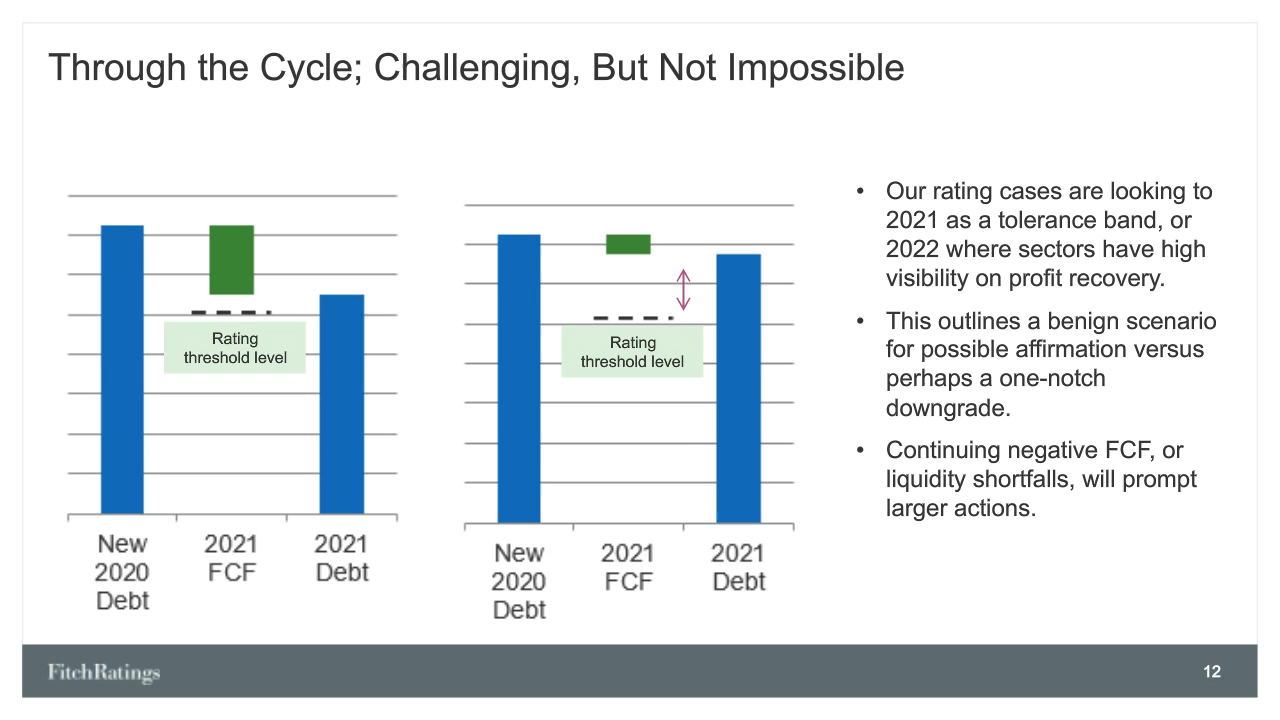 Through the Cycle; Challenging, But Not Impossible
Rating
threshold level
New
2020
Debt
2021
FCF
2021
Debt
Rating
threshold level
New
2020
Debt
2021
FCF
2021
Debt
• Our rating cases are looking to
2021 as a tolerance band, or
2022 where sectors have high
visibility on profit recovery.
• This outlines a benign scenario
for possible affirmation versus
perhaps a one-notch
downgrade.
• Continuing negative FCF, or
liquidity shortfalls, will prompt
larger actions.
FitchRatings
12